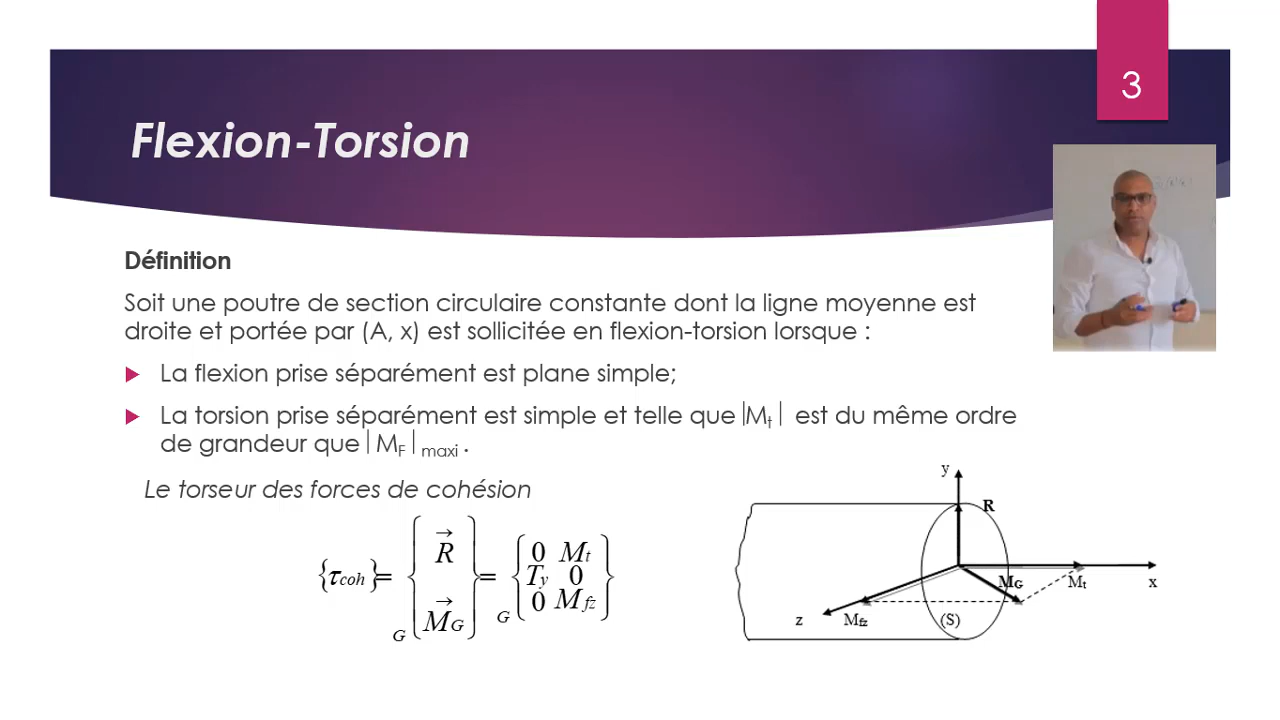 3
Flexion-Torsion
Définition
Soit une poutre de section circulaire constante dont la ligne moyenne est
droite et portée par (A, x) est sollicitée en flexion-torsion lorsque :
La flexion prise séparément est plane simple;
La torsion prise séparément est simple et telle que |Mt| est du même ordre
de grandeur que |MF| maxi .
Le torseur des forces de cohésion
{τcoh} = G { R⃗ M⃗G } = G { 0 Mt Ty 0 0 Mfz }
y
R
MG
Mt
x
z
Mfz
(S)